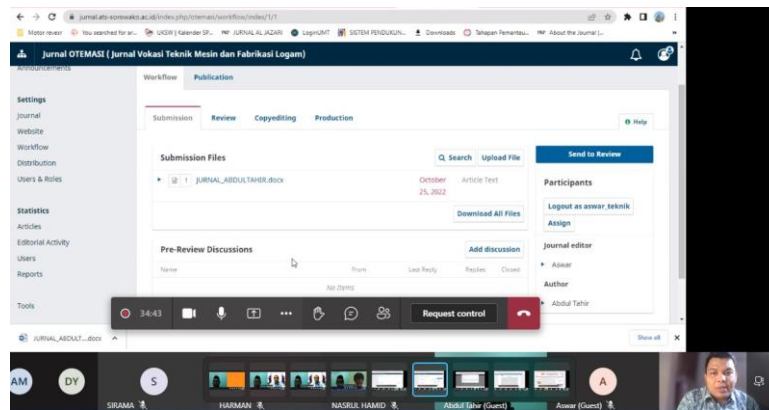 jurnal.ats-sorowako.ac.id/index.php/otemasi/workflow/index/1/1
Motor reveer
You searched for ar...
UKSW | Kalender SP...
JURNAL AL JAZARI
LoginUMT
SISTEM PENDUKUN...
Downloads
Tahapan Pemantau...
About the Journal |...
Jurnal OTEMASI ( Jurnal Vokasi Teknik Mesin dan Fabrikasi Logam)
Announcements
Settings
Journal
Website
Workflow
Distribution
Users & Roles
Statistics
Articles
Editorial Activity
Users
Reports
Tools
Workflow Publication
Submission Review Copyediting Production
Help
Submission Files
Search Upload File
1 JURNAL_ABDULTAHIR.docx
October 25, 2022
Article Text
Download All Files
Pre-Review Discussions
Add discussion
Name From Last Reply Replies Closed
No Items
Send to Review
Participants
Logout as aswar_teknik
Assign
Journal editor
Aswar
Author
Abdul Tahir
34:43
Request control
JURNAL_ABDULT....docx
Show all
AM
DY
S
SIRAMA
HARMAN
NASRUL HAMID
Abdul Tahir (Guest)
A
Aswar (Guest)